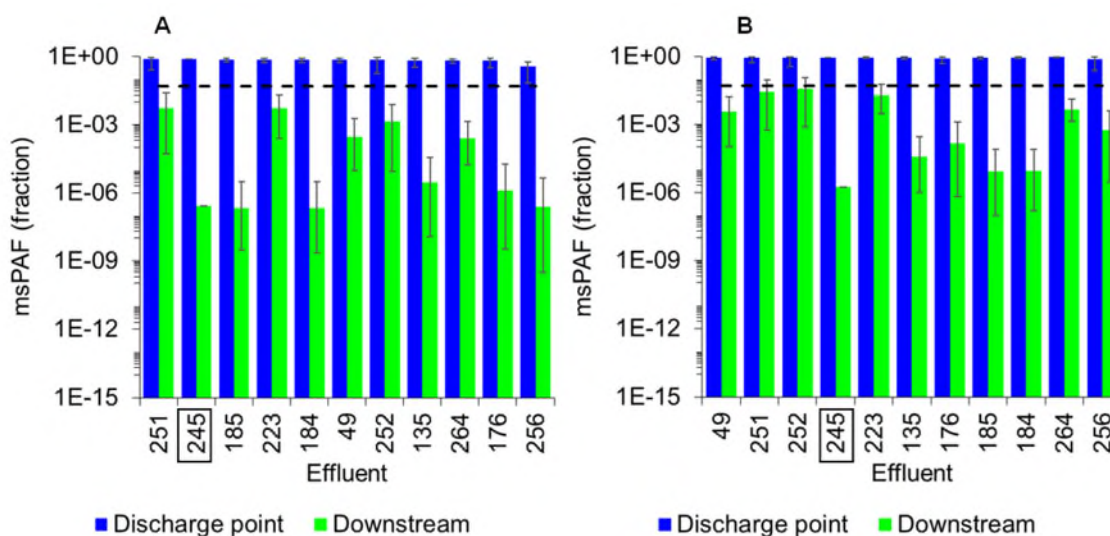 A
msPAF (fraction)
1E+00
1E-03
1E-06
1E-09
1E-12
1E-15
251 245 185 223 184 49 252 135 264 176 256
Effluent
Discharge point Downstream
B
msPAF (fraction)
1E+00
1E-03
1E-06
1E-09
1E-12
1E-15
49 251 252 245 223 135 176 185 184 264 256
Effluent
Discharge point Downstream